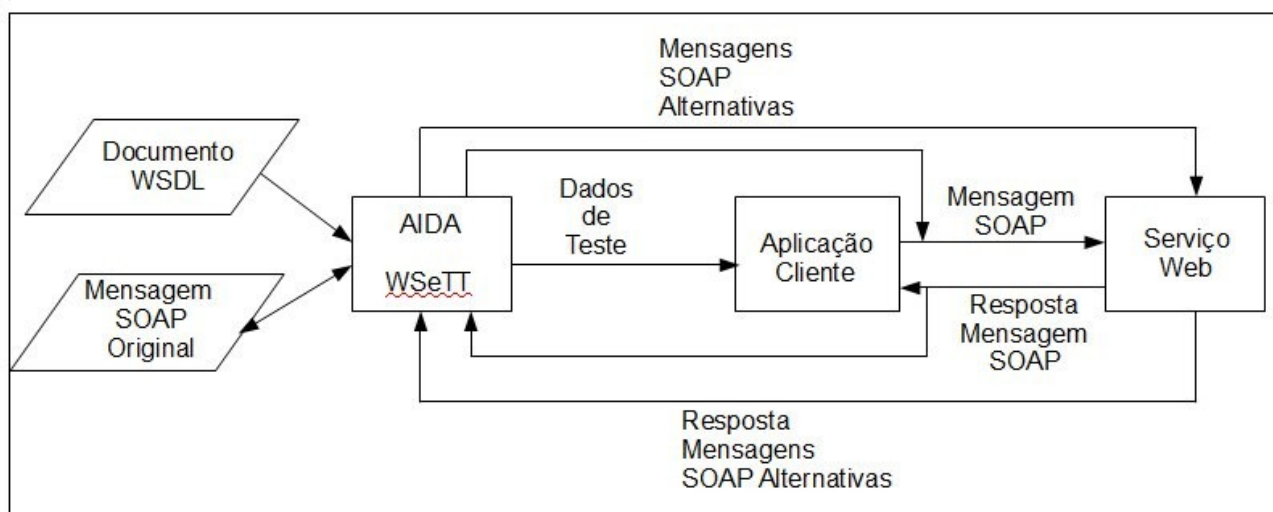 Mensagens
SOAP
Alternativas
Documento
WSDL
AIDA
WSeTT
Dados
de
Teste
Aplicação
Cliente
Mensagem
SOAP
Serviço
Web
Mensagem
SOAP
Original
Resposta
Mensagem
SOAP
Resposta
Mensagens
SOAP Alternativas